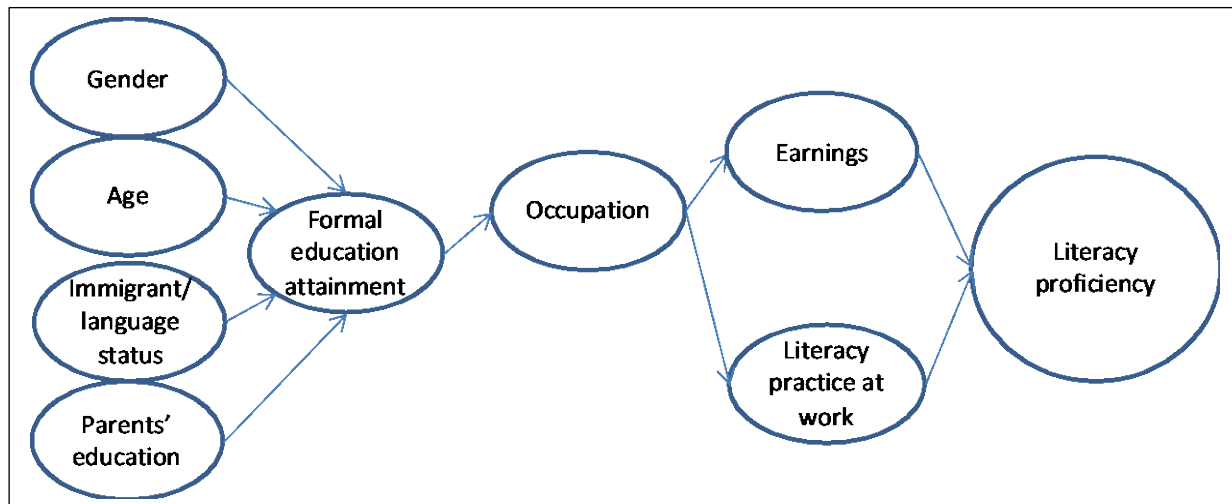 Gender
Age
Immigrant/
language
status
Parents’
education
Formal
education
attainment
Occupation
Earnings
Literacy
practice at
work
Literacy
proficiency